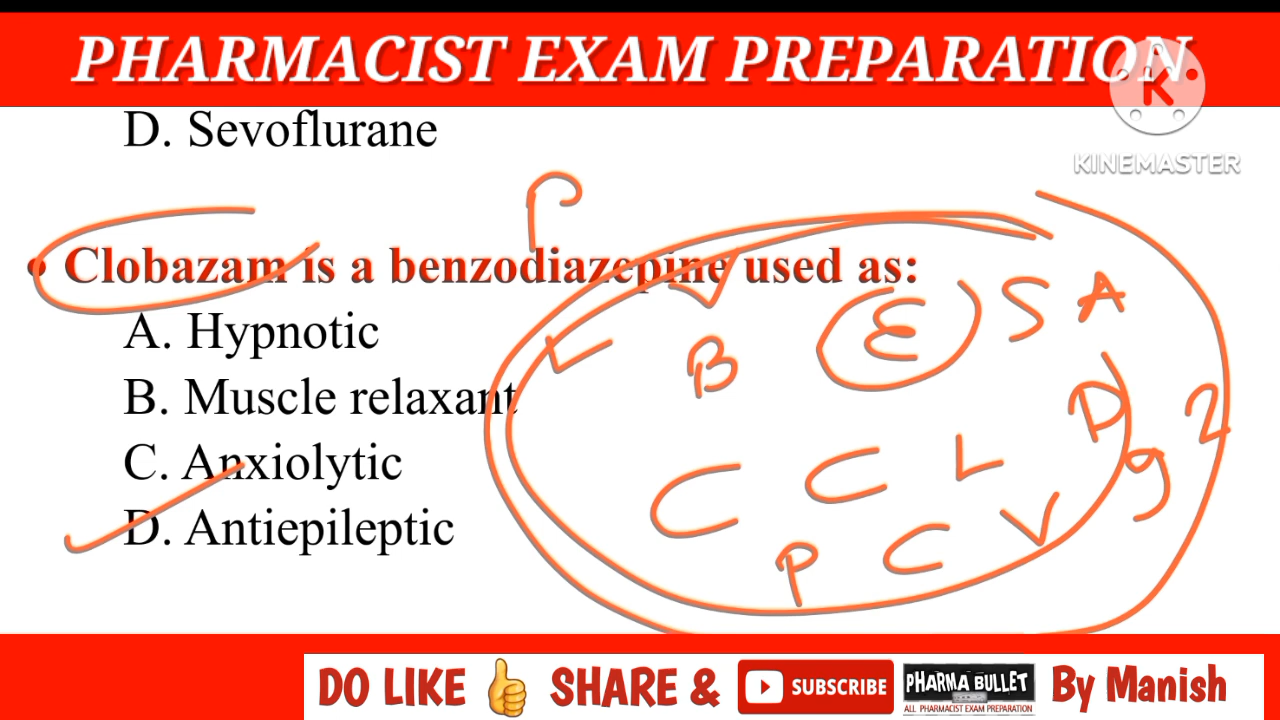 PHARMACIST EXAM PREPARATION
KINEMASTER
D. Sevoflurane
• Clobazam is a benzodiazepine used as:
A. Hypnotic
B. Muscle relaxant
C. Anxiolytic
D. Antiepileptic
P
B E S A
D 2
C C L
P C V 9
DO LIKE SHARE & SUBSCRIBE PHARMA BULLET By Manish
ALL PHARMACIST EXAM PREPARATION